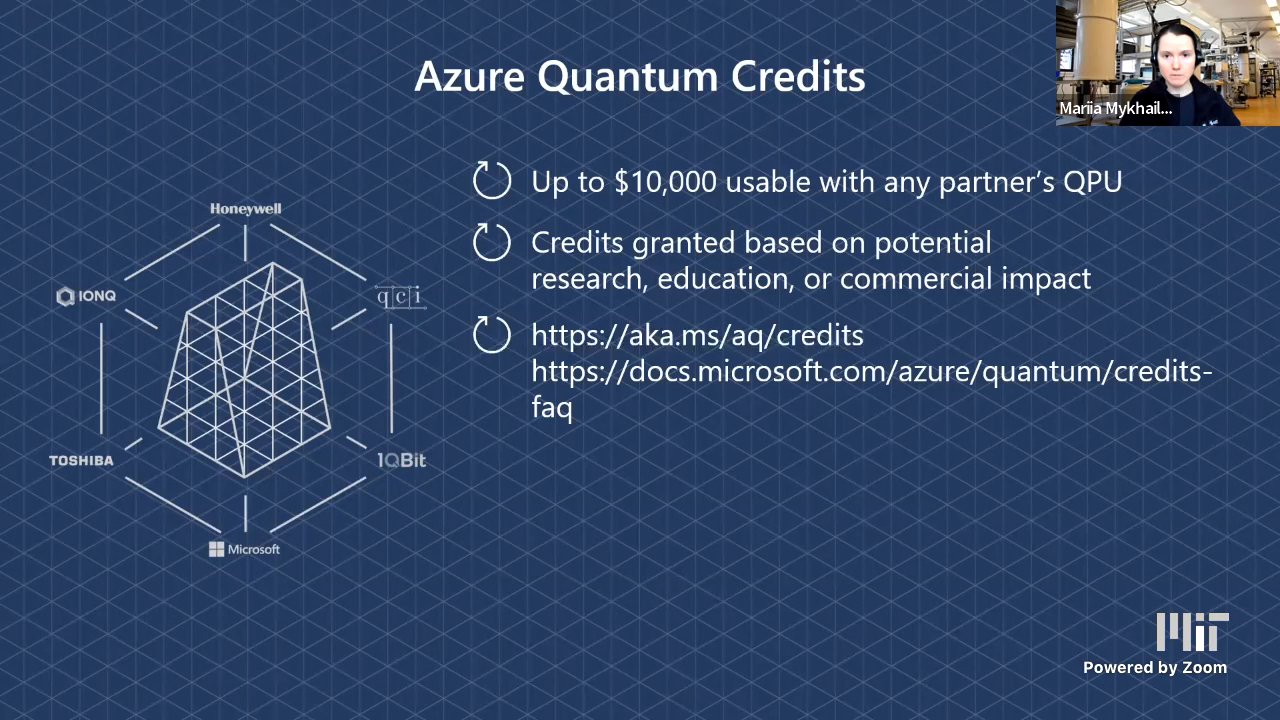 Azure Quantum Credits
Mariia Mykhail...
Up to $10,000 usable with any partner’s QPU
Credits granted based on potential
research, education, or commercial impact
https://aka.ms/aq/credits
https://docs.microsoft.com/azure/quantum/credits-
faq
Honeywell
IONQ
qci
TOSHIBA
1QBit
Microsoft
MIT
Powered by Zoom